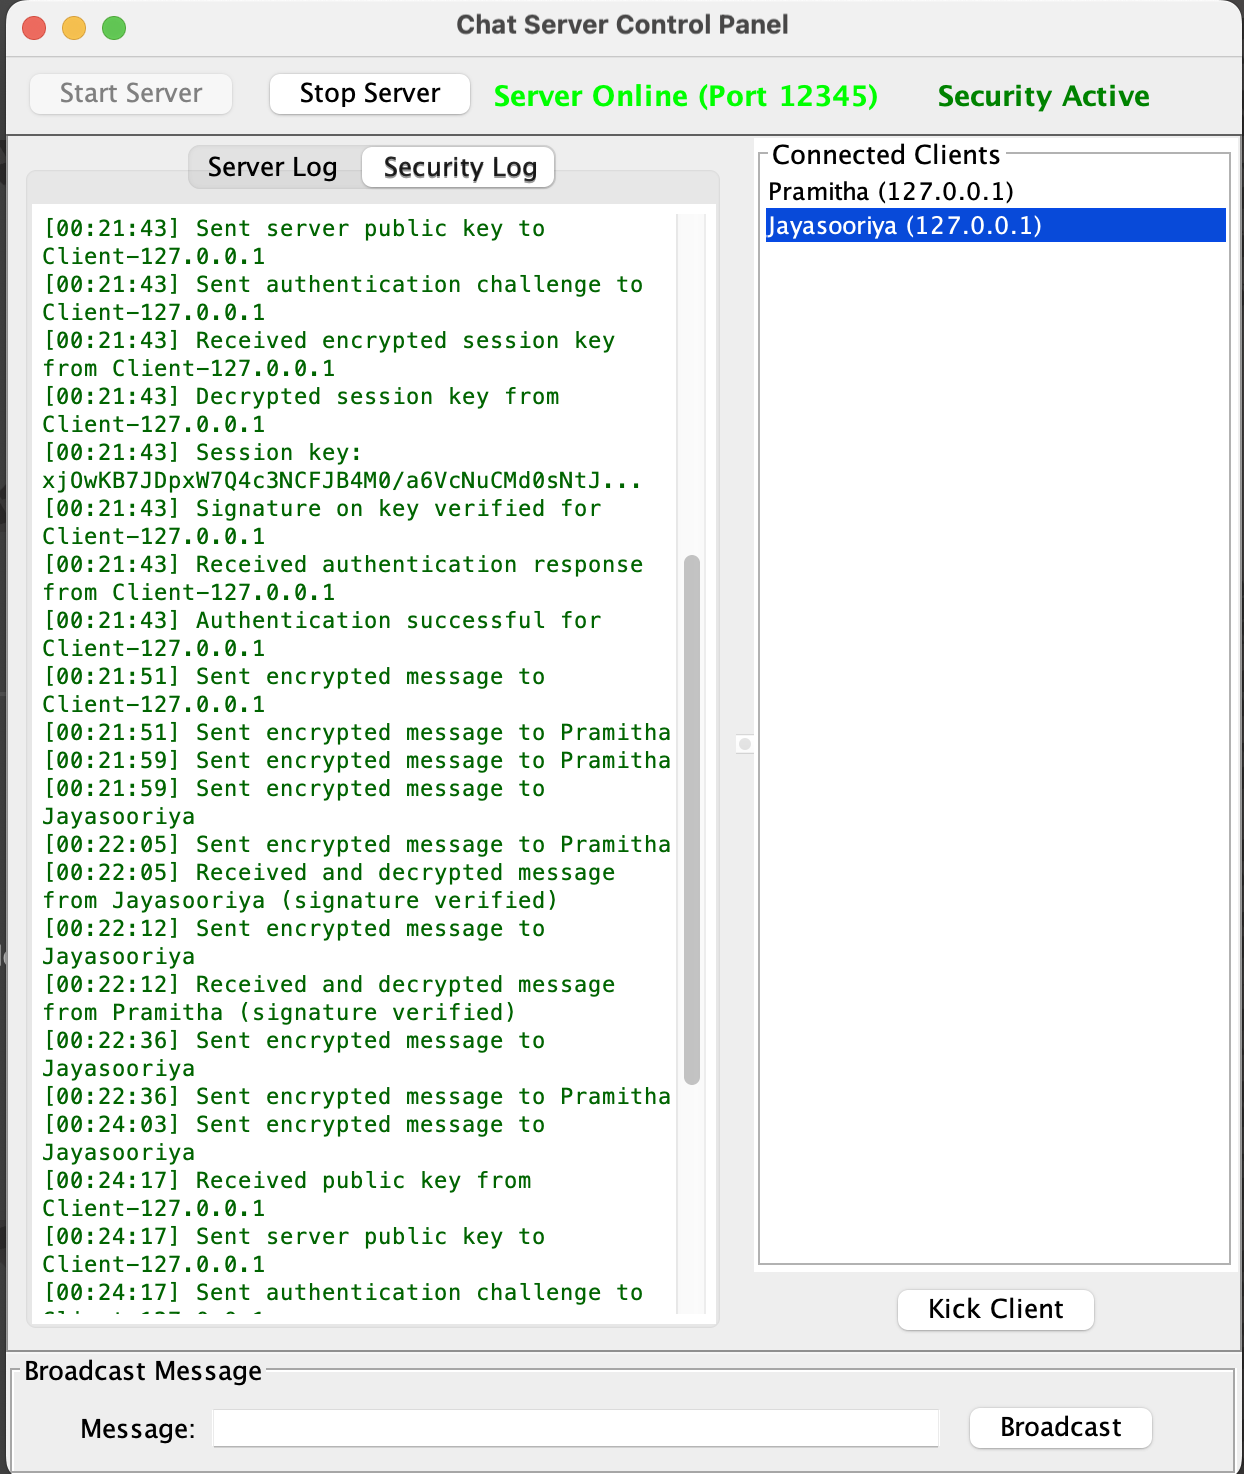 Chat Server Control Panel
Start Server
Stop Server
Server Online (Port 12345)
Security Active
Server Log
Security Log
[00:21:43] Sent server public key to
Client-127.0.0.1
[00:21:43] Sent authentication challenge to
Client-127.0.0.1
[00:21:43] Received encrypted session key
from Client-127.0.0.1
[00:21:43] Decrypted session key from
Client-127.0.0.1
[00:21:43] Session key:
xjOwKB7JDpxW7Q4c3NCFJB4M0/a6VcNuCMd0sNtJ...
[00:21:43] Signature on key verified for
Client-127.0.0.1
[00:21:43] Received authentication response
from Client-127.0.0.1
[00:21:43] Authentication successful for
Client-127.0.0.1
[00:21:51] Sent encrypted message to
Client-127.0.0.1
[00:21:51] Sent encrypted message to Pramitha
[00:21:59] Sent encrypted message to Pramitha
[00:21:59] Sent encrypted message to
Jayasooriya
[00:22:05] Sent encrypted message to Pramitha
[00:22:05] Received and decrypted message
from Jayasooriya (signature verified)
[00:22:12] Sent encrypted message to
Jayasooriya
[00:22:12] Received and decrypted message
from Pramitha (signature verified)
[00:22:36] Sent encrypted message to
Jayasooriya
[00:22:36] Sent encrypted message to Pramitha
[00:24:03] Sent encrypted message to
Jayasooriya
[00:24:17] Received public key from
Client-127.0.0.1
[00:24:17] Sent server public key to
Client-127.0.0.1
[00:24:17] Sent authentication challenge to
Connected Clients
Pramitha (127.0.0.1)
Jayasooriya (127.0.0.1)
Kick Client
Broadcast Message
Message:
Broadcast